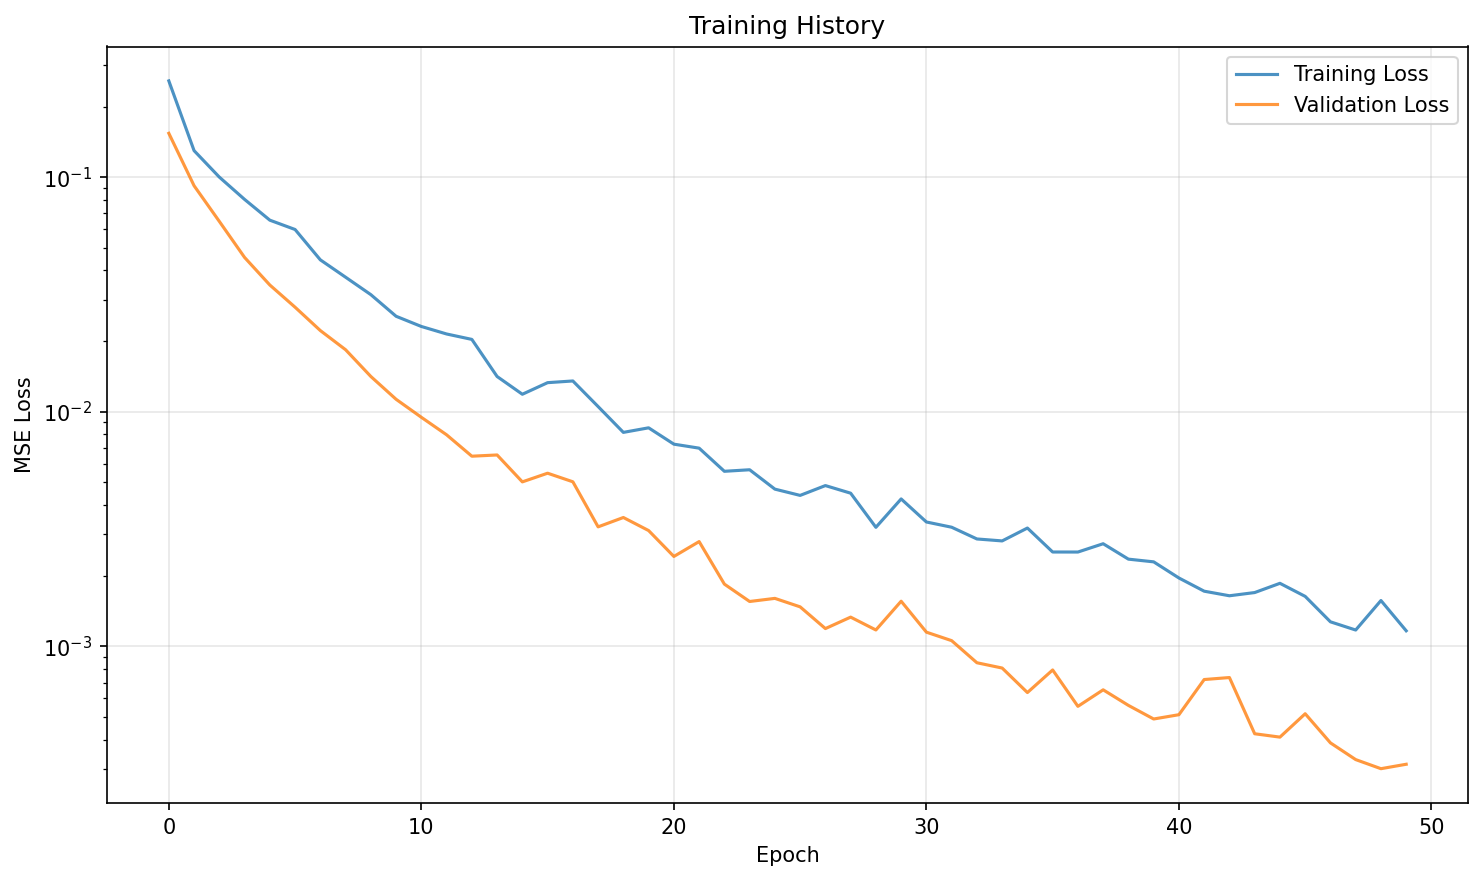 Training History
Training Loss
Validation Loss
MSE Loss
10⁻¹
10⁻²
10⁻³
0 10 20 30 40 50
Epoch